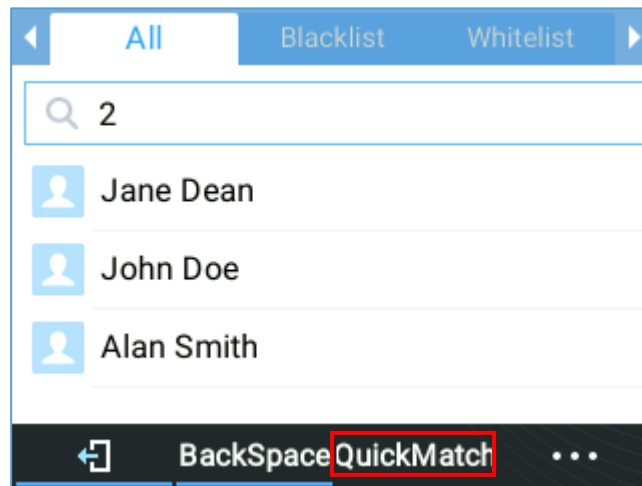 All Blacklist Whitelist
2
Jane Dean
John Doe
Alan Smith
BackSpace QuickMatch ...